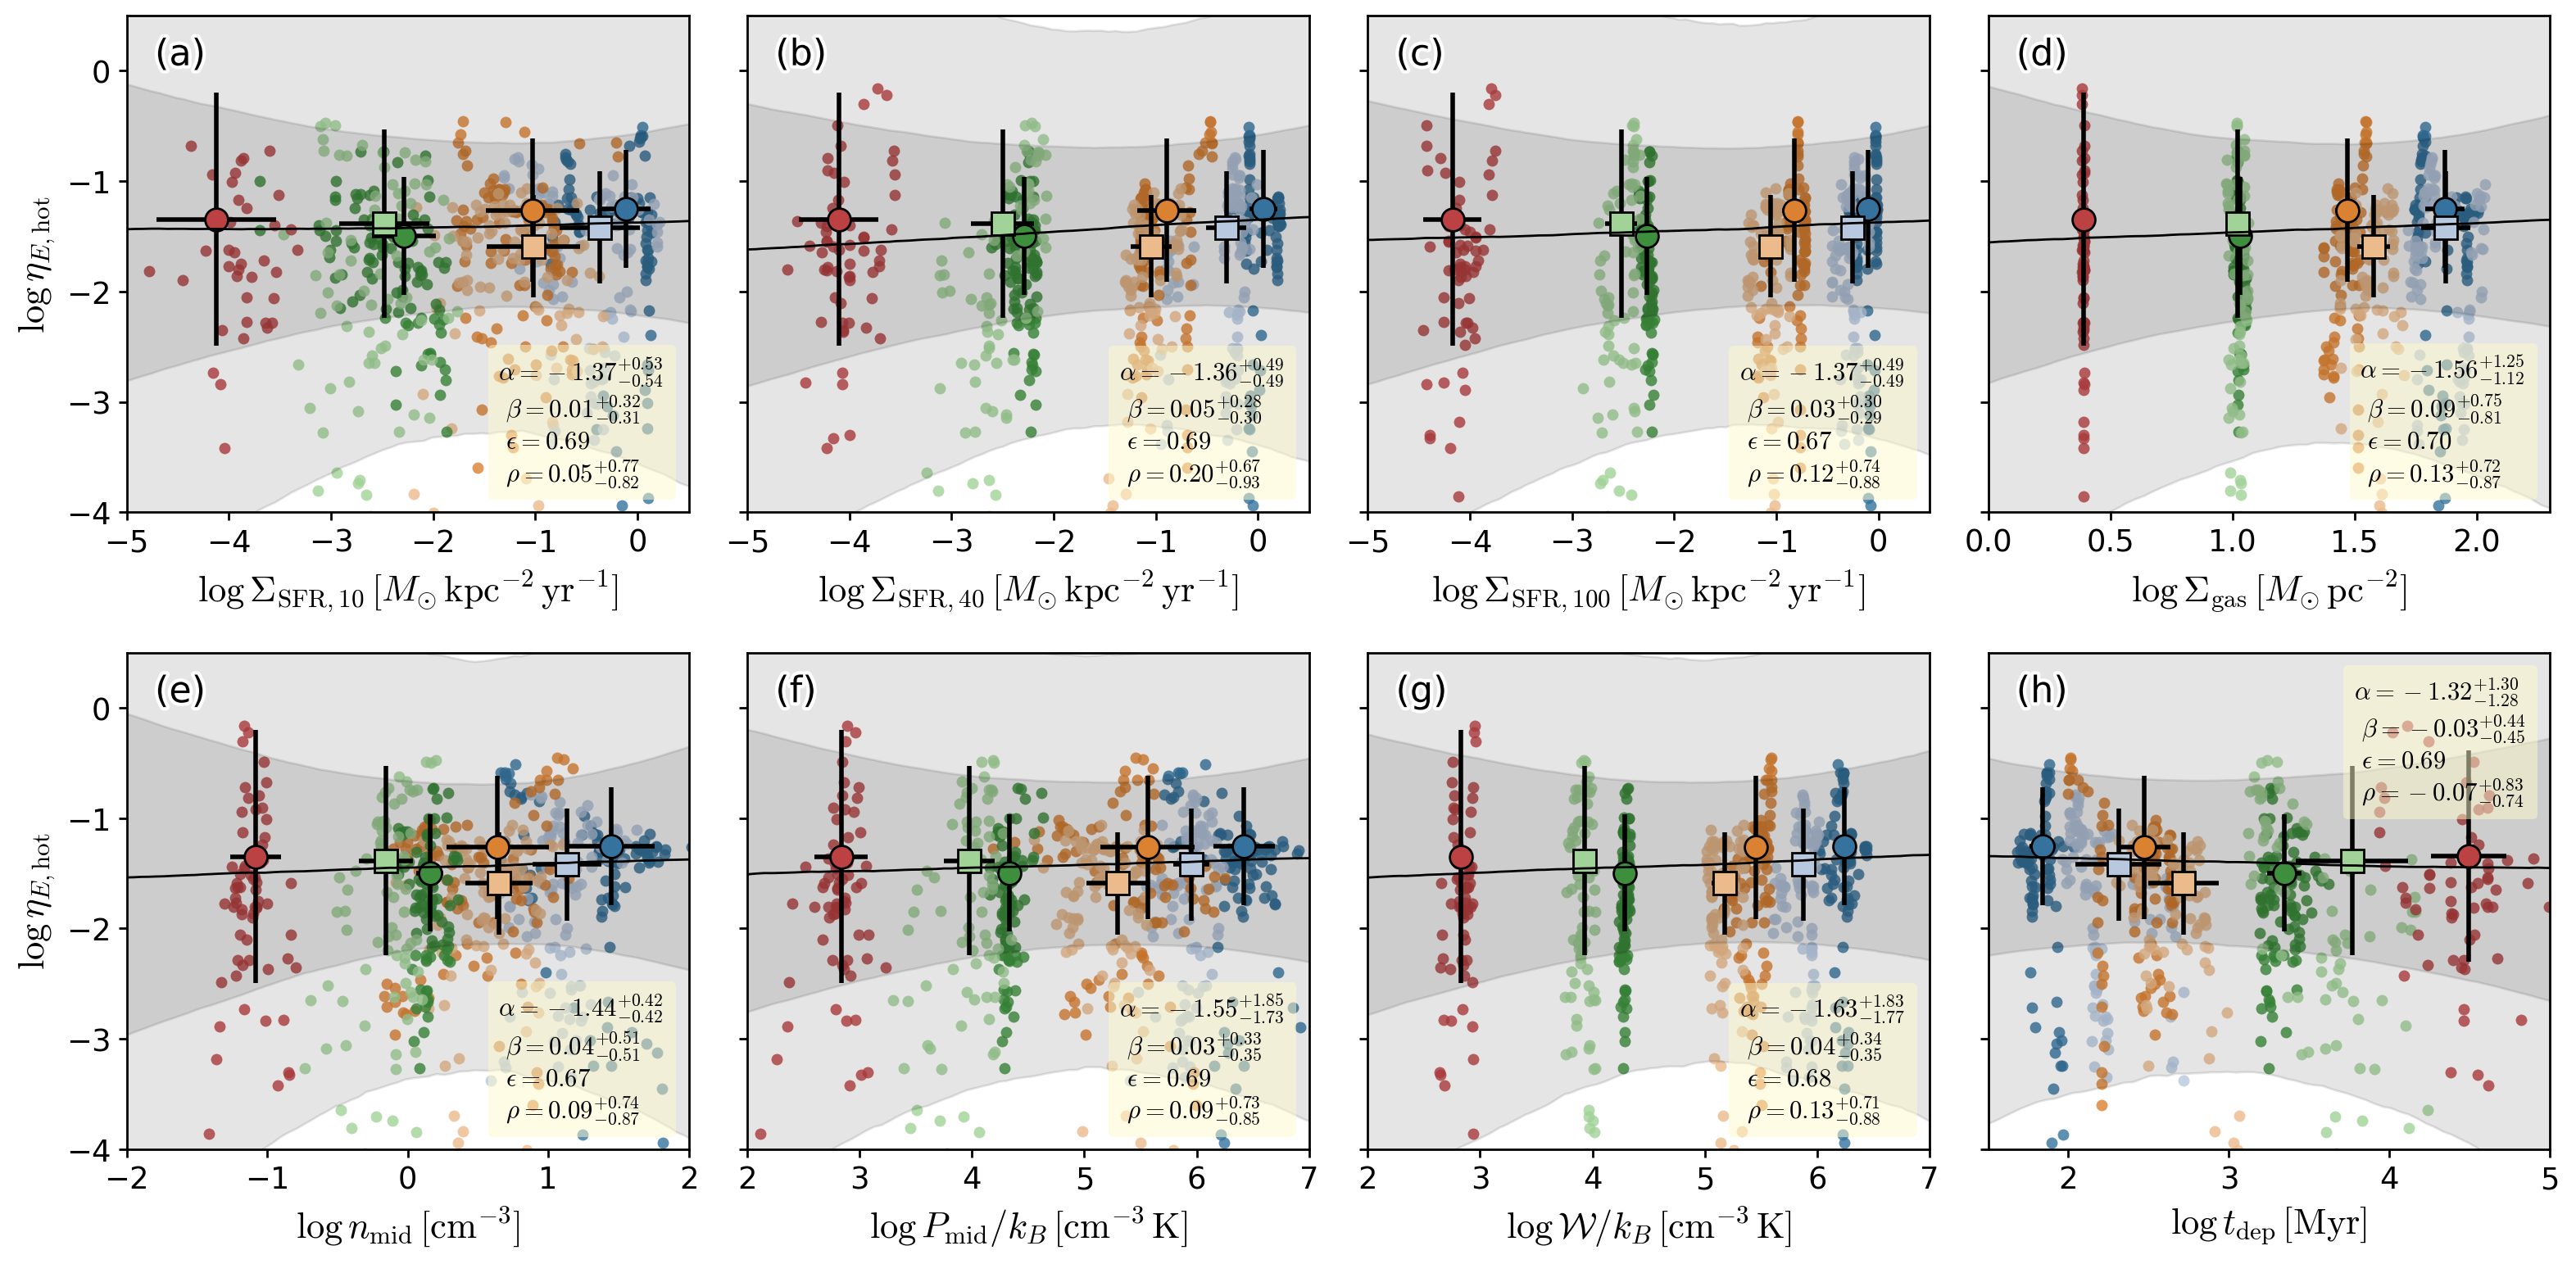 (a) (b) (c) (d)
0
−1
−2
−3
−4
log η_{E, hot}
α = −1.37^{+0.53}_{−0.54}
β = 0.01^{+0.32}_{−0.31}
ϵ = 0.69
ρ = 0.05^{+0.77}_{−0.82}
α = −1.36^{+0.49}_{−0.49}
β = 0.05^{+0.28}_{−0.30}
ϵ = 0.69
ρ = 0.20^{+0.67}_{−0.93}
α = −1.37^{+0.49}_{−0.49}
β = 0.03^{+0.30}_{−0.29}
ϵ = 0.67
ρ = 0.12^{+0.74}_{−0.88}
α = −1.56^{+1.25}_{−1.12}
β = 0.09^{+0.75}_{−0.81}
ϵ = 0.70
ρ = 0.13^{+0.72}_{−0.87}
−5 −4 −3 −2 −1 0
−5 −4 −3 −2 −1 0
−5 −4 −3 −2 −1 0
0.0 0.5 1.0 1.5 2.0
log Σ_{SFR, 10} [M_⊙ kpc^{−2} yr^{−1}]
log Σ_{SFR, 40} [M_⊙ kpc^{−2} yr^{−1}]
log Σ_{SFR, 100} [M_⊙ kpc^{−2} yr^{−1}]
log Σ_{gas} [M_⊙ pc^{−2}]
(e) (f) (g) (h)
0
−1
−2
−3
−4
log η_{E, hot}
α = −1.44^{+0.42}_{−0.42}
β = 0.04^{+0.51}_{−0.51}
ϵ = 0.67
ρ = 0.09^{+0.74}_{−0.87}
α = −1.55^{+1.85}_{−1.73}
β = 0.03^{+0.33}_{−0.35}
ϵ = 0.69
ρ = 0.09^{+0.73}_{−0.85}
α = −1.63^{+1.83}_{−1.77}
β = 0.04^{+0.34}_{−0.35}
ϵ = 0.68
ρ = 0.13^{+0.71}_{−0.88}
α = −1.32^{+1.30}_{−1.28}
β = −0.03^{+0.44}_{−0.45}
ϵ = 0.69
ρ = −0.07^{+0.83}_{−0.74}
−2 −1 0 1 2
2 3 4 5 6 7
2 3 4 5 6 7
2 3 4 5
log n_{mid} [cm^{−3}]
log P_{mid}/k_B [cm^{−3} K]
log 𝒲/k_B [cm^{−3} K]
log t_{dep} [Myr]